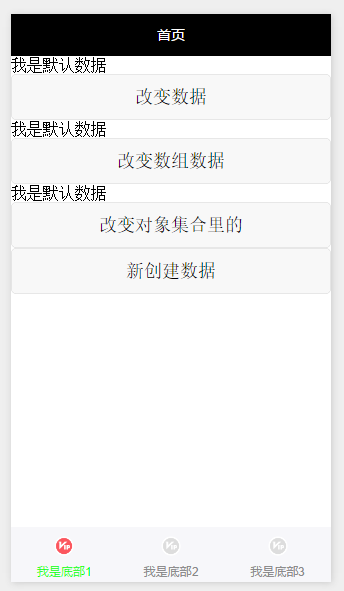 首页
我是默认数据
改变数据
我是默认数据
改变数组数据
我是默认数据
改变对象集合里的
新创建数据
我是底部1 我是底部2 我是底部3